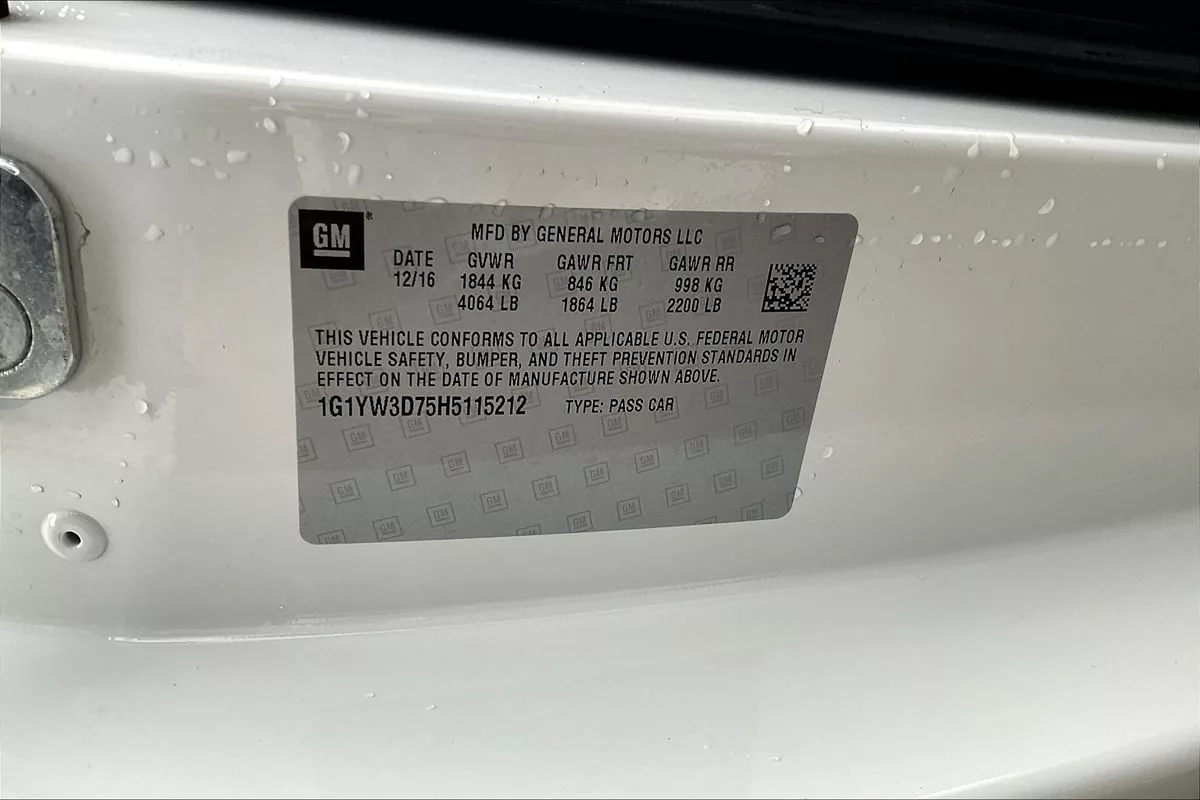 GM
MFD BY GENERAL MOTORS LLC
DATE GVWR GAWR FRT GAWR RR
12/16 1844 KG 846 KG 998 KG
4064 LB 1864 LB 2200 LB
THIS VEHICLE CONFORMS TO ALL APPLICABLE U.S. FEDERAL MOTOR
VEHICLE SAFETY, BUMPER, AND THEFT PREVENTION STANDARDS IN
EFFECT ON THE DATE OF MANUFACTURE SHOWN ABOVE.
1G1YW3D75H5115212 TYPE: PASS CAR